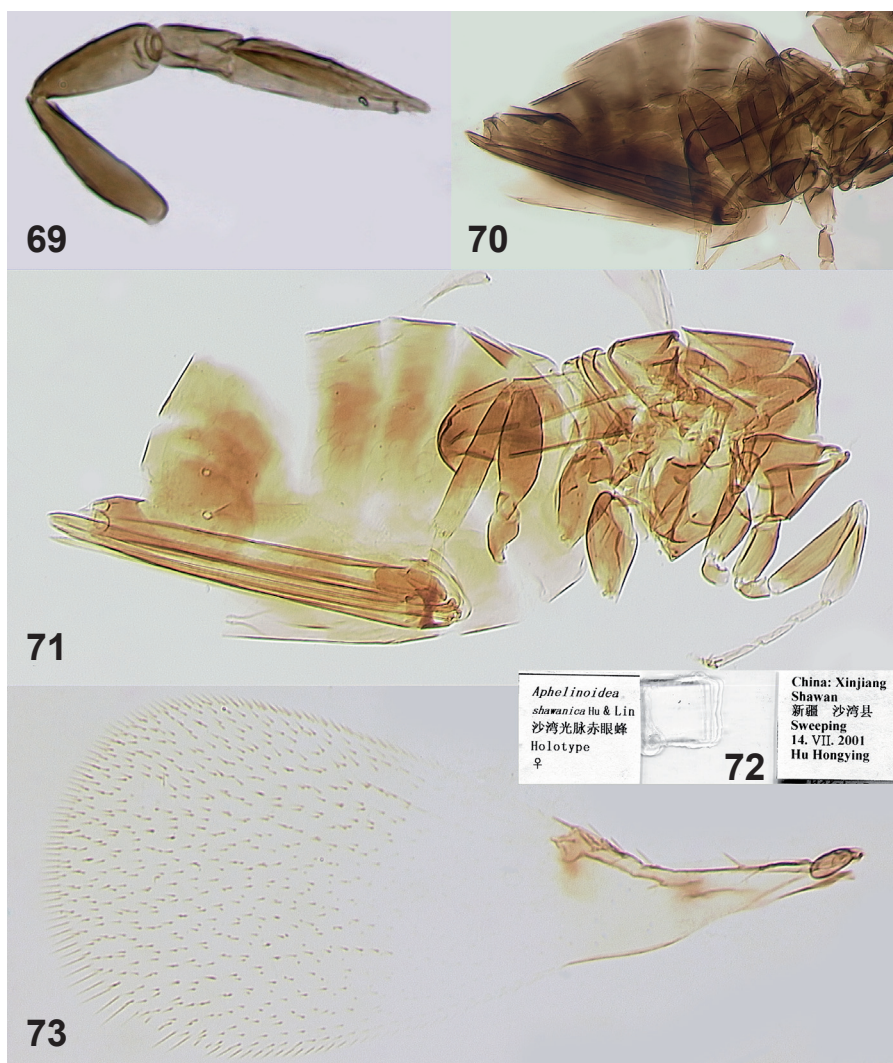 69
70
71
Aphelinoidea
shawanica Hu & Lin
沙湾光脉赤眼蜂
Holotype
♀
72
China: Xinjiang
Shawan
新疆 沙湾县
Sweeping
14. VII. 2001
Hu Hongying
73